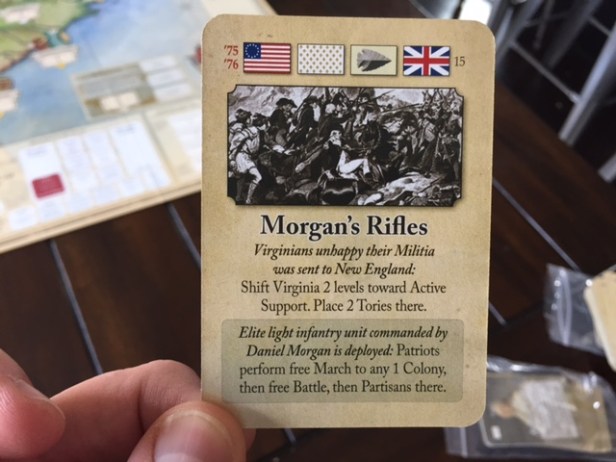 '75
'76
15
Morgan's Rifles
Virginians unhappy their Militia
was sent to New England:
Shift Virginia 2 levels toward Active
Support. Place 2 Tories there.
Elite light infantry unit commanded by
Daniel Morgan is deployed: Patriots
perform free March to any 1 Colony,
then free Battle, then Partisans there.